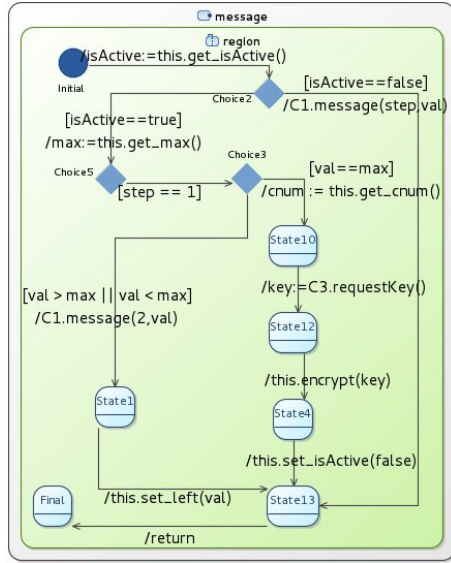 message
region
/isActive:=this.get_isActive()
Initial
[isActive==false]
Choice2
/C1.message(step,val)
[isActive==true]
/max:=this.get_max()
Choice3
[val==max]
Choice5
[step == 1]
/cnum := this.get_cnum()
State10
/key:=C3.requestKey()
[val > max || val < max]
/C1.message(2,val)
State12
/this.encrypt(key)
State1
State4
/this.set_isActive(false)
Final
/this.set_left(val)
State13
/return